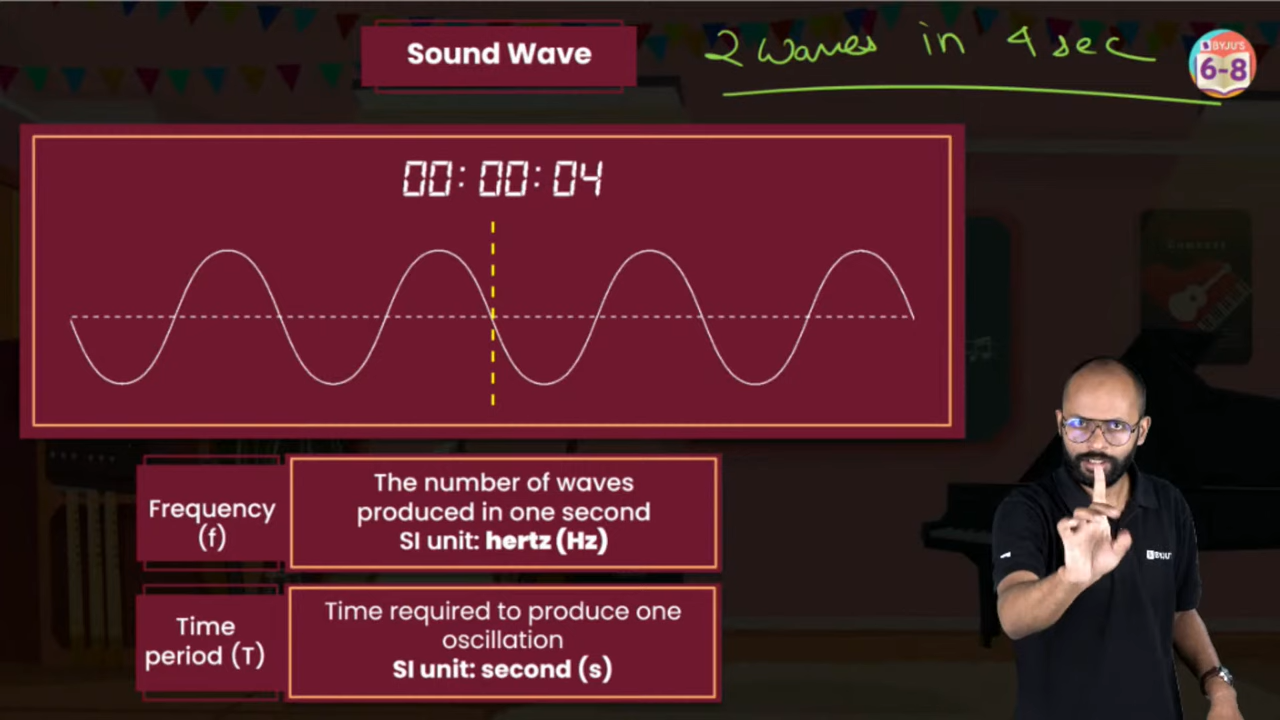 Sound Wave
2 waves in 4 sec
BYJU'S
6-8
00:00:04
Frequency
(f)
The number of waves
produced in one second
SI unit: hertz (Hz)
Time
period (T)
Time required to produce one
oscillation
SI unit: second (s)
BYJU'S